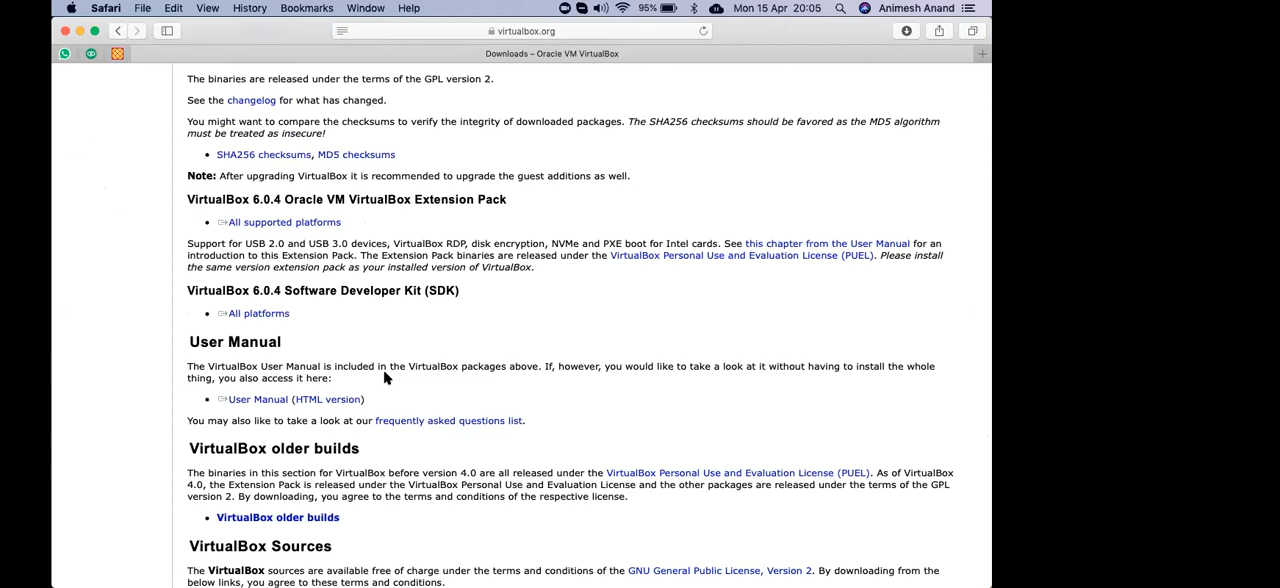 Safari File Edit View History Bookmarks Window Help 95% Mon 15 Apr 20:05 Animesh Anand
virtualbox.org
Downloads – Oracle VM VirtualBox
The binaries are released under the terms of the GPL version 2.
See the changelog for what has changed.
You might want to compare the checksums to verify the integrity of downloaded packages. The SHA256 checksums should be favored as the MD5 algorithm
must be treated as insecure!
• SHA256 checksums, MD5 checksums
Note: After upgrading VirtualBox it is recommended to upgrade the guest additions as well.
VirtualBox 6.0.4 Oracle VM VirtualBox Extension Pack
• All supported platforms
Support for USB 2.0 and USB 3.0 devices, VirtualBox RDP, disk encryption, NVMe and PXE boot for Intel cards. See this chapter from the User Manual for an
introduction to this Extension Pack. The Extension Pack binaries are released under the VirtualBox Personal Use and Evaluation License (PUEL). Please install
the same version extension pack as your installed version of VirtualBox.
VirtualBox 6.0.4 Software Developer Kit (SDK)
• All platforms
User Manual
The VirtualBox User Manual is included in the VirtualBox packages above. If, however, you would like to take a look at it without having to install the whole
thing, you also access it here:
• User Manual (HTML version)
You may also like to take a look at our frequently asked questions list.
VirtualBox older builds
The binaries in this section for VirtualBox before version 4.0 are all released under the VirtualBox Personal Use and Evaluation License (PUEL). As of VirtualBox
4.0, the Extension Pack is released under the VirtualBox Personal Use and Evaluation License and the other packages are released under the terms of the GPL
version 2. By downloading, you agree to the terms and conditions of the respective license.
• VirtualBox older builds
VirtualBox Sources
The VirtualBox sources are available free of charge under the terms and conditions of the GNU General Public License, Version 2. By downloading from the
below links, you agree to these terms and conditions.